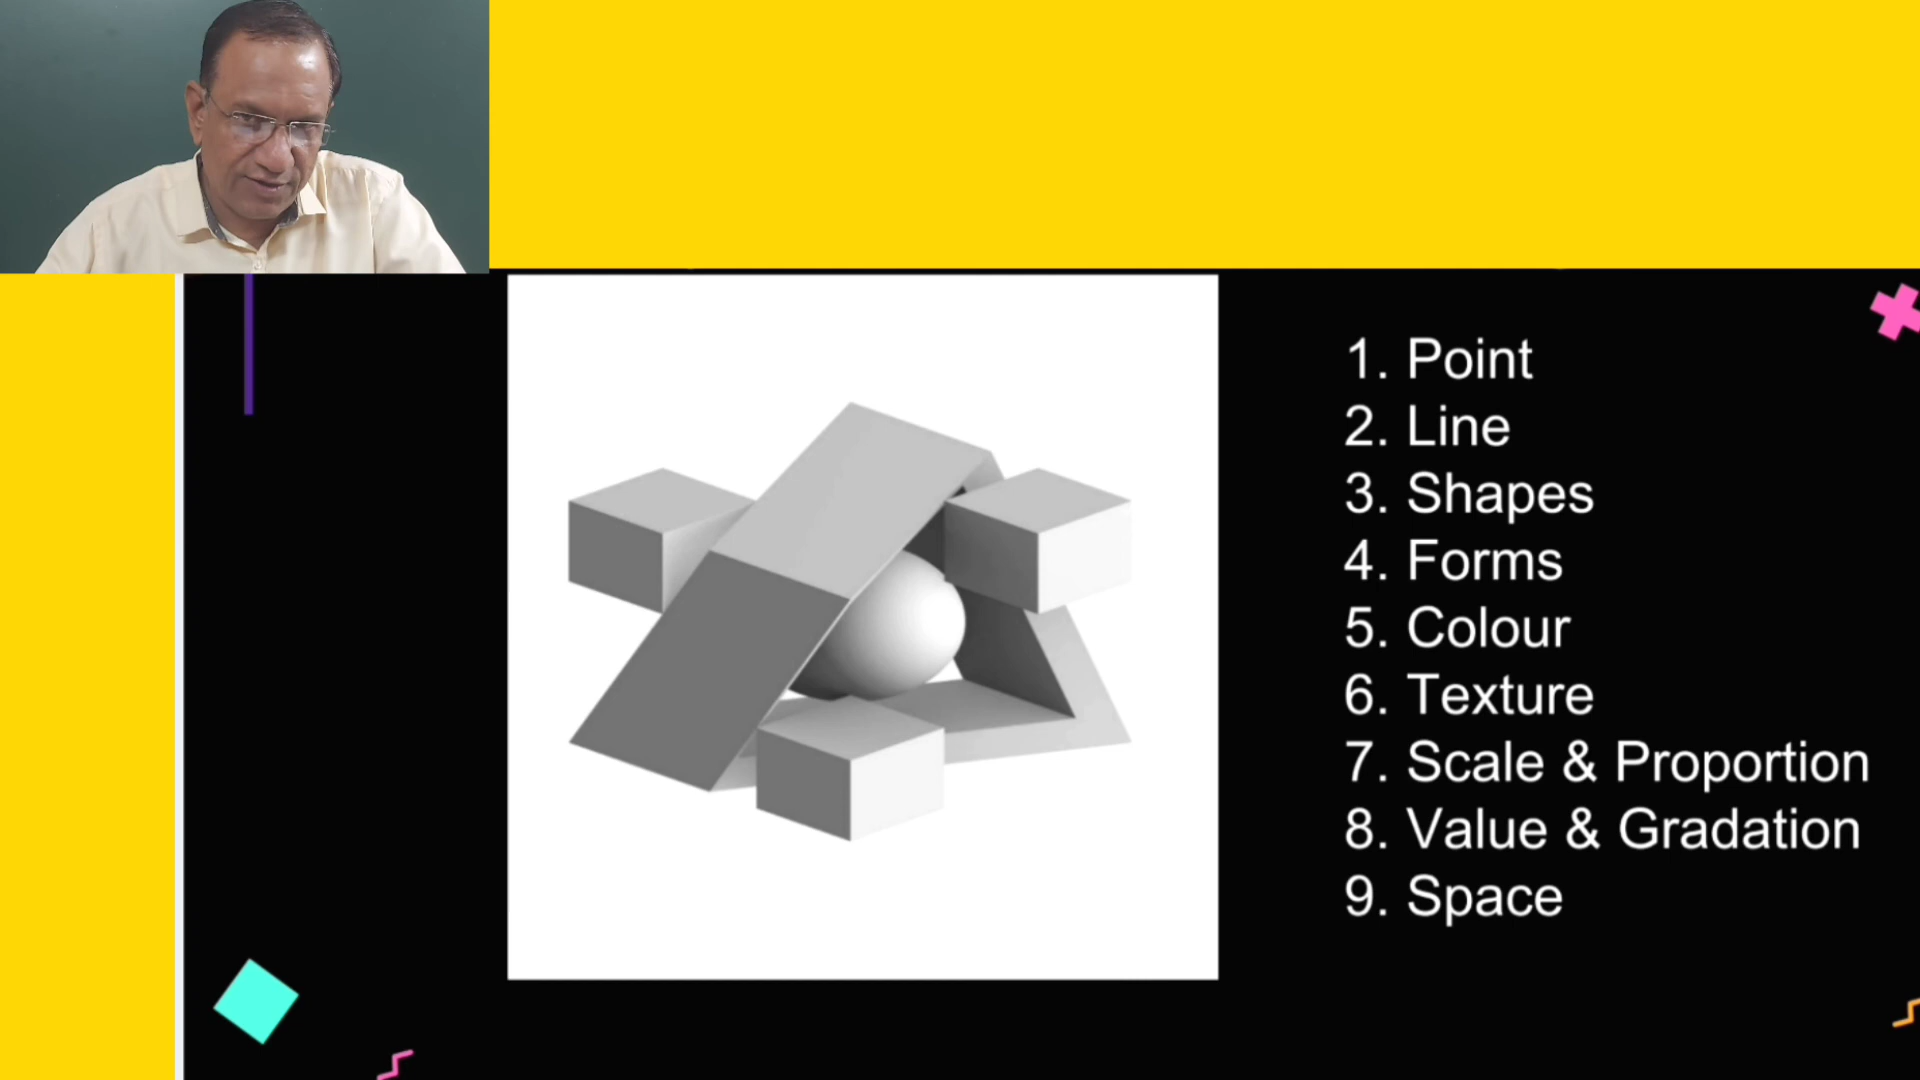 1. Point
2. Line
3. Shapes
4. Forms
5. Colour
6. Texture
7. Scale & Proportion
8. Value & Gradation
9. Space